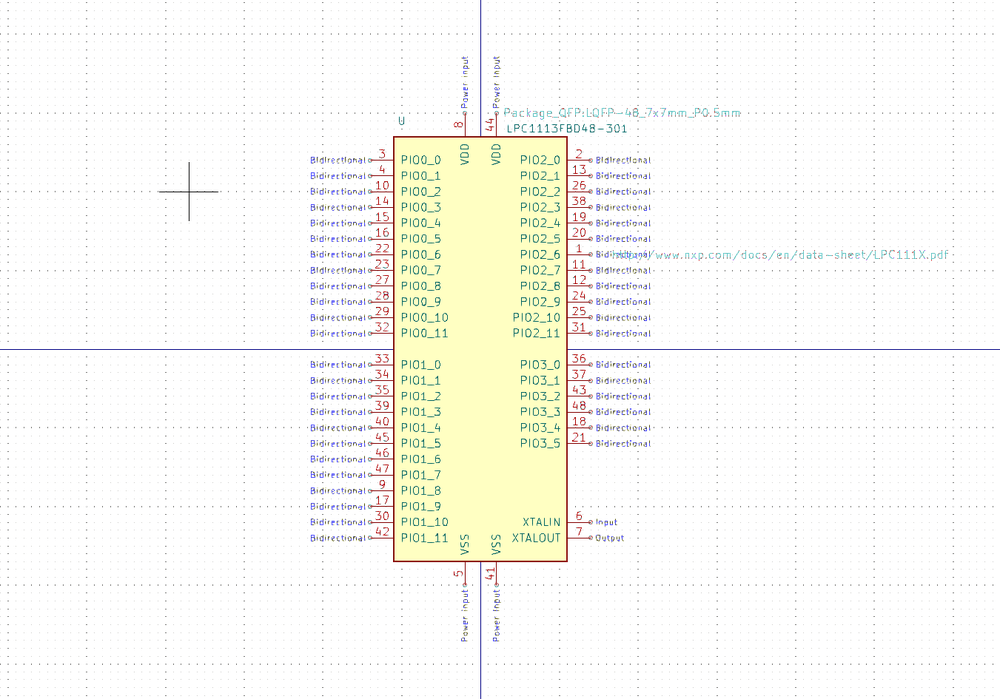 Power Input Power Input
Package_QFP:LQFP-48_7x7mm_P0.5mm
U LPC1113FBD48-301
8 44
VDD VDD
Bidirectional 3 PIO0_0 PIO2_0 2 Bidirectional
Bidirectional 4 PIO0_1 PIO2_1 13 Bidirectional
Bidirectional 10 PIO0_2 PIO2_2 26 Bidirectional
Bidirectional 14 PIO0_3 PIO2_3 38 Bidirectional
Bidirectional 15 PIO0_4 PIO2_4 19 Bidirectional
Bidirectional 16 PIO0_5 PIO2_5 20 Bidirectional
Bidirectional 22 PIO0_6 PIO2_6 1 Bidirectional http://www.nxp.com/docs/en/data-sheet/LPC111X.pdf
Bidirectional 23 PIO0_7 PIO2_7 11 Bidirectional
Bidirectional 27 PIO0_8 PIO2_8 12 Bidirectional
Bidirectional 28 PIO0_9 PIO2_9 24 Bidirectional
Bidirectional 29 PIO0_10 PIO2_10 25 Bidirectional
Bidirectional 32 PIO0_11 PIO2_11 31 Bidirectional
Bidirectional 33 PIO1_0 PIO3_0 36 Bidirectional
Bidirectional 34 PIO1_1 PIO3_1 37 Bidirectional
Bidirectional 35 PIO1_2 PIO3_2 43 Bidirectional
Bidirectional 39 PIO1_3 PIO3_3 48 Bidirectional
Bidirectional 40 PIO1_4 PIO3_4 18 Bidirectional
Bidirectional 45 PIO1_5 PIO3_5 21 Bidirectional
Bidirectional 46 PIO1_6
Bidirectional 47 PIO1_7
Bidirectional 9 PIO1_8
Bidirectional 17 PIO1_9
Bidirectional 30 PIO1_10 XTALIN 6 Input
Bidirectional 42 PIO1_11 XTALOUT 7 Output
VSS VSS
5 41
Power Input Power Input